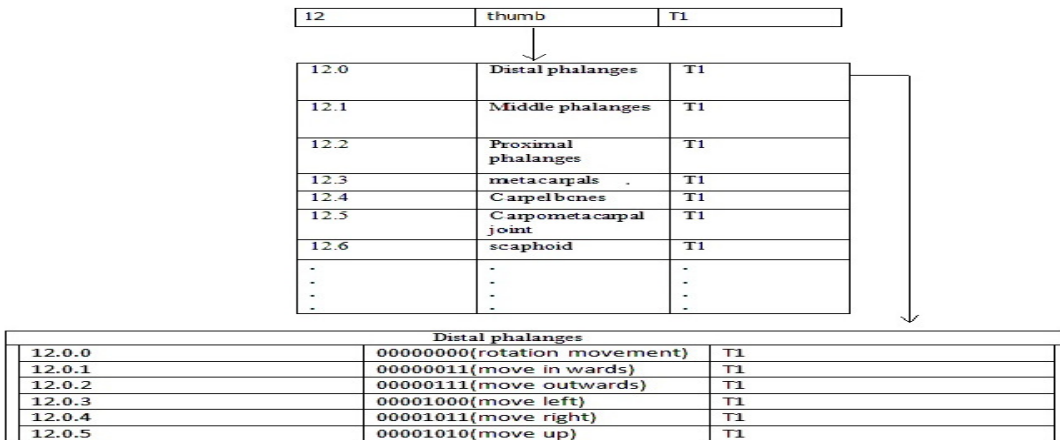 12 thumb T1
12.0 Distal phalanges T1
12.1 Middle phalanges T1
12.2 Proximal phalanges T1
12.3 metacarpals . T1
12.4 Carpelbones T1
12.5 Carpometacarpal joint T1
12.6 scaphoid T1
. . .
. . .
. . .
. . .
Distal phalanges
12.0.0 00000000(rotation movement) T1
12.0.1 00000011(move in wards) T1
12.0.2 00000111(move outwards) T1
12.0.3 00001000(move left) T1
12.0.4 00001011(move right) T1
12.0.5 00001010(move up) T1